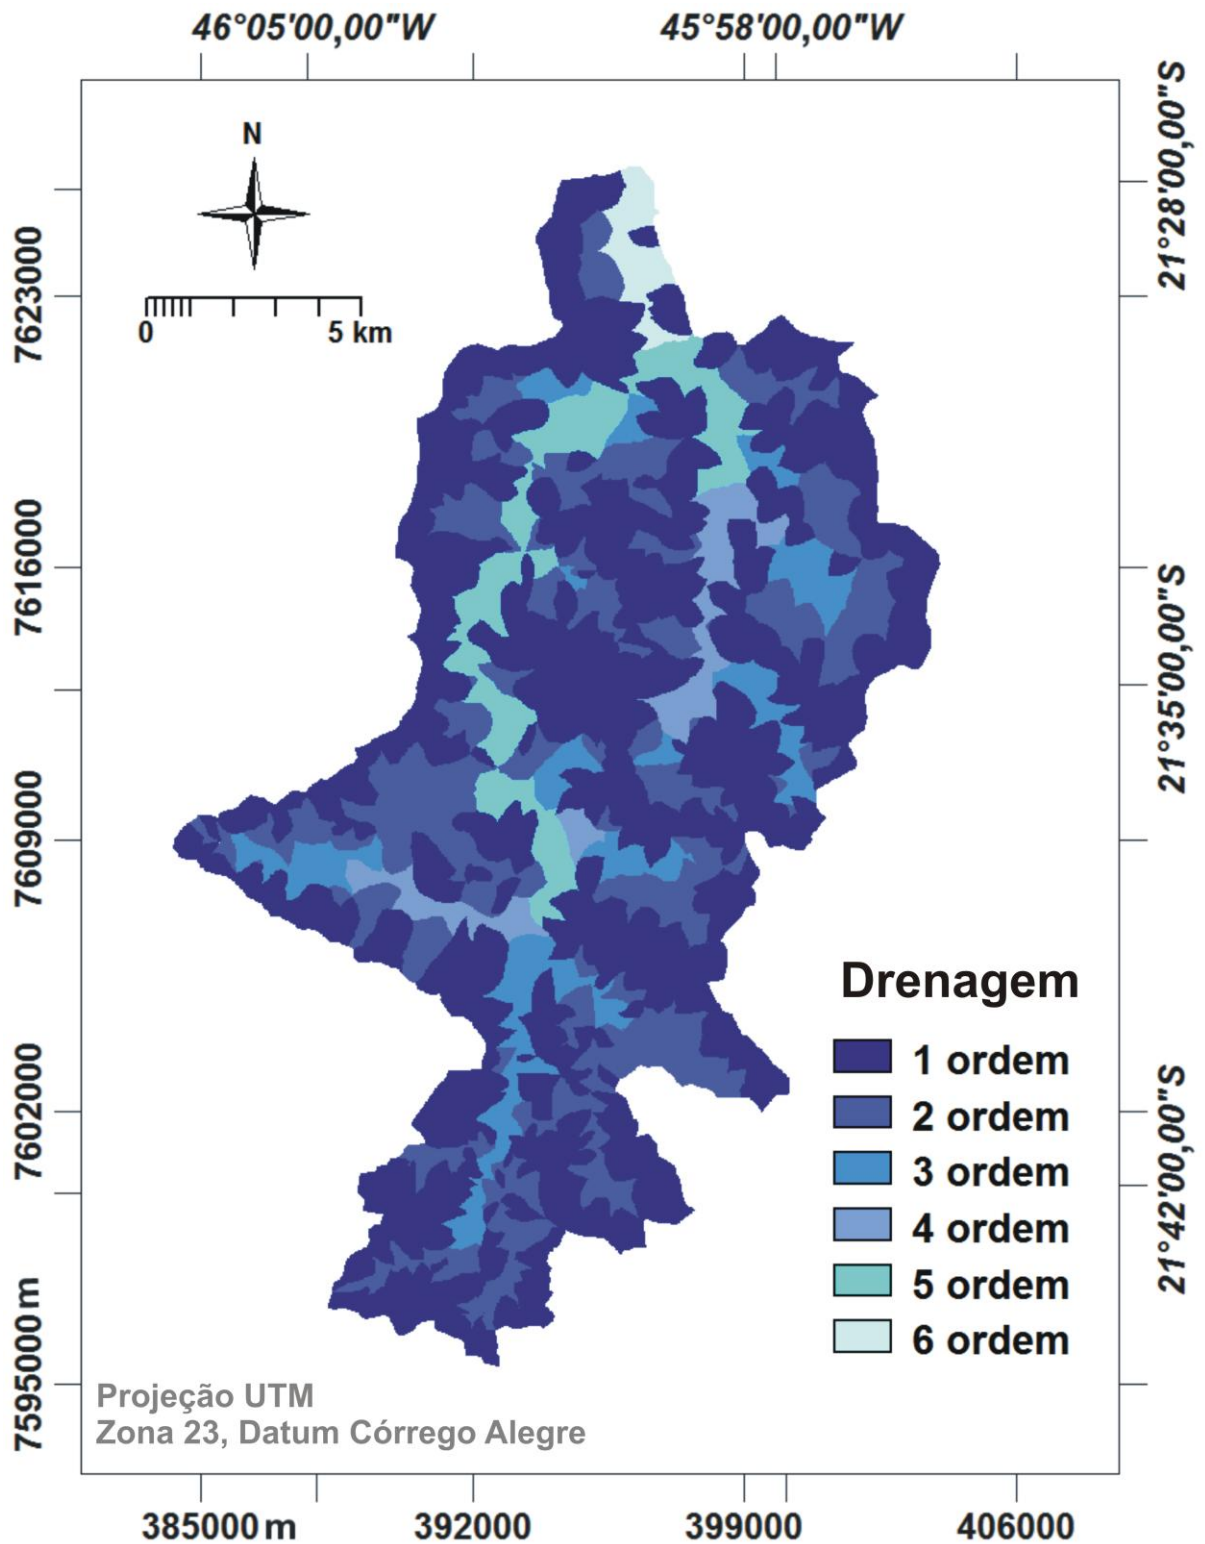 46°05'00,00"W 45°58'00,00"W
N
0 5 km
7623000
7616000
7609000
7602000
7595000 m
21°28'00,00"S
21°35'00,00"S
21°42'00,00"S
Drenagem
1 ordem
2 ordem
3 ordem
4 ordem
5 ordem
6 ordem
Projeção UTM
Zona 23, Datum Córrego Alegre
385000 m 392000 399000 406000